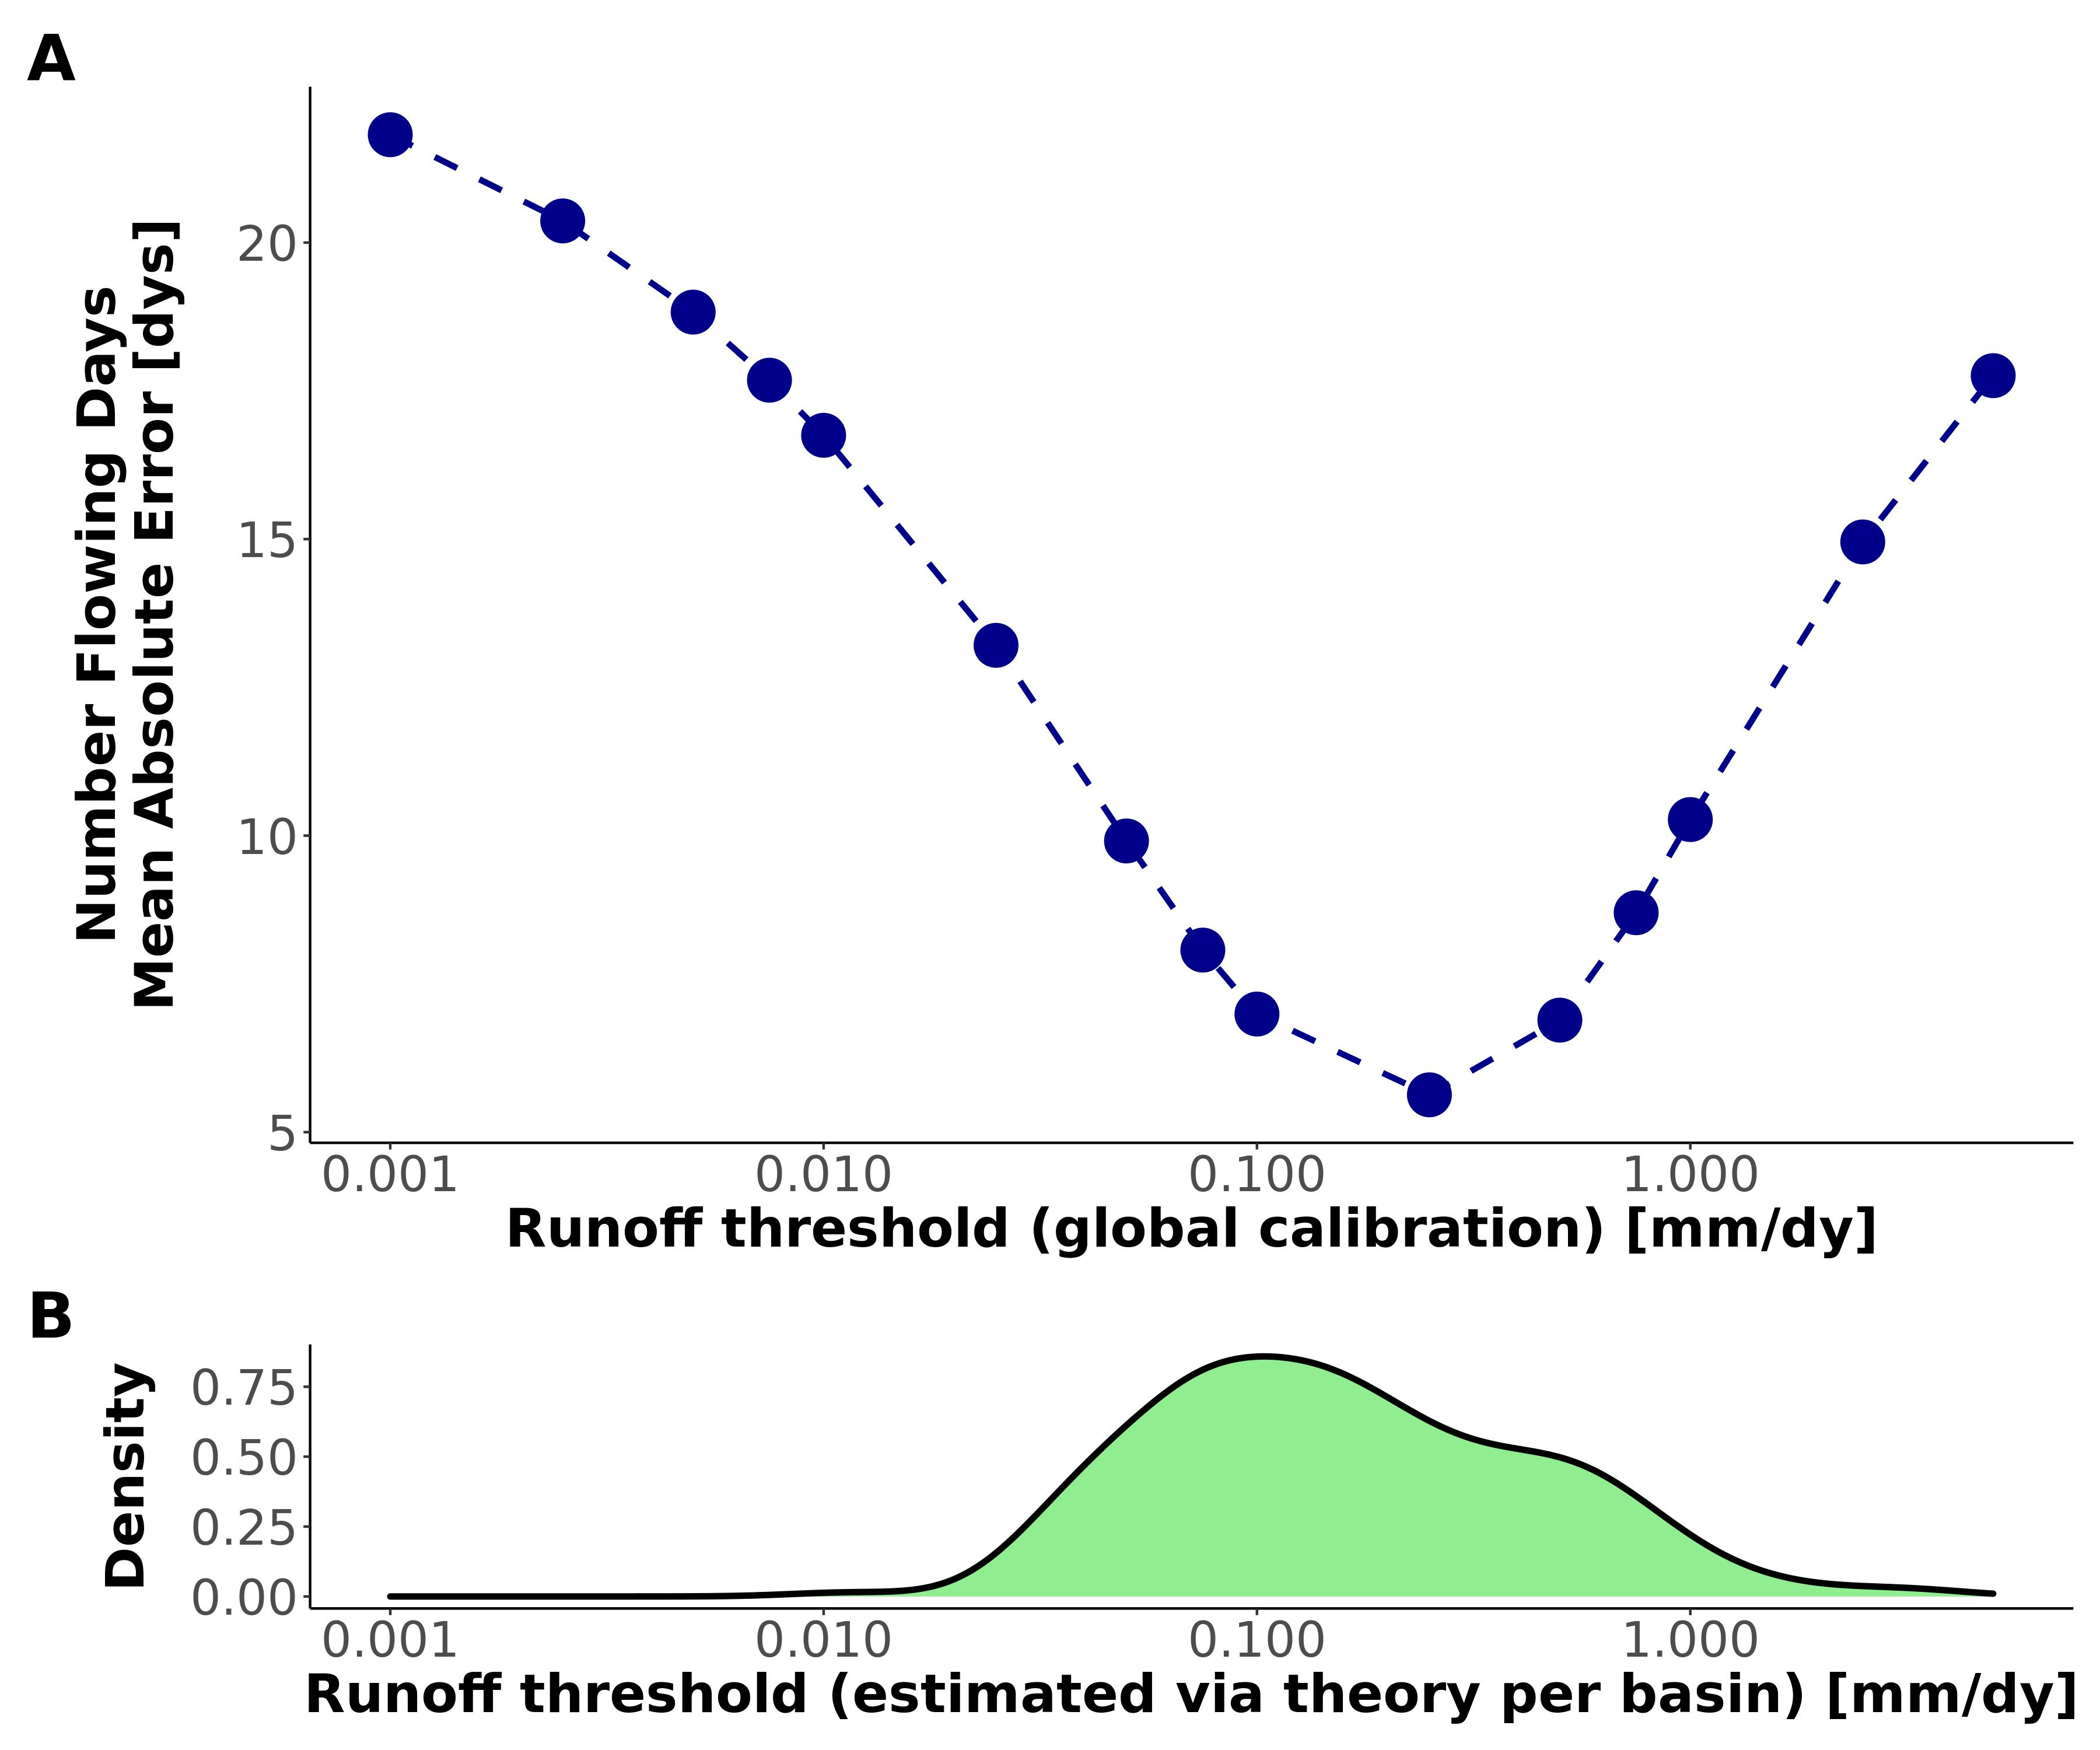 A
Number Flowing Days
Mean Absolute Error [dys]
20
15
10
5
0.001 0.010 0.100 1.000
Runoff threshold (global calibration) [mm/dy]
B
Density
0.75
0.50
0.25
0.00
0.001 0.010 0.100 1.000
Runoff threshold (estimated via theory per basin) [mm/dy]